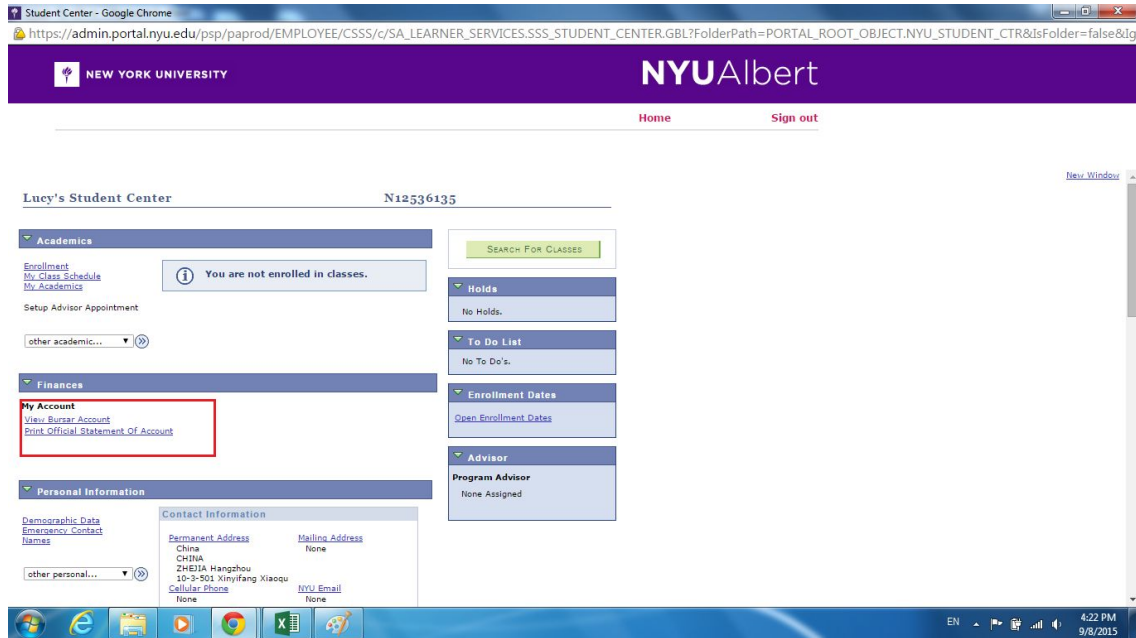 Student Center - Google Chrome
https://admin.portal.nyu.edu/psp/paprod/EMPLOYEE/CSSS/c/SA_LEARNER_SERVICES.SSS_STUDENT_CENTER.GBL?FolderPath=PORTAL_ROOT_OBJECT.NYU_STUDENT_CTR&IsFolder=false&Ig
NEW YORK UNIVERSITY
NYUAlbert
Home Sign out
New Window
Lucy's Student Center N12536135
Academics
Enrollment
My Class Schedule
My Academics
You are not enrolled in classes.
Setup Advisor Appointment
other academic...
SEARCH FOR CLASSES
Holds
No Holds.
To Do List
No To Do's.
Finances
My Account
View Bursar Account
Print Official Statement Of Account
Enrollment Dates
Open Enrollment Dates
Advisor
Program Advisor
None Assigned
Personal Information
Demographic Data
Emergency Contact
Names
other personal...
Contact Information
Permanent Address
China
CHINA
ZHEJIA Hangzhou
10-3-501 Xinyifang Xiaoqu
Mailing Address
None
Cellular Phone
None
NYU Email
None
EN
4:22 PM
9/8/2015